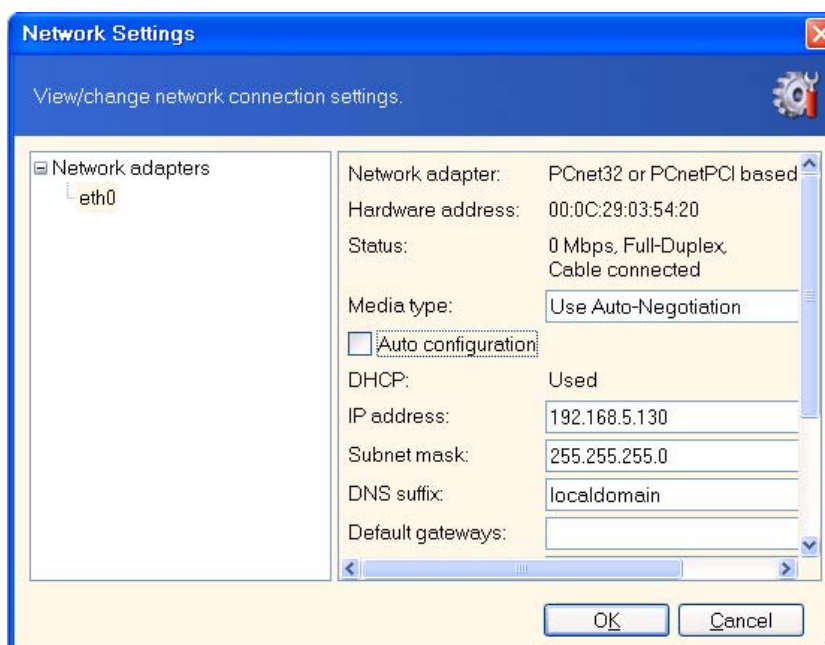 Network Settings
View/change network connection settings.
Network adapters
eth0
Network adapter: PCnet32 or PCnetPCI based
Hardware address: 00:0C:29:03:54:20
Status: 0 Mbps, Full-Duplex,
Cable connected
Media type: Use Auto-Negotiation
Auto configuration
DHCP: Used
IP address: 192.168.5.130
Subnet mask: 255.255.255.0
DNS suffix: localdomain
Default gateways:
OK
Cancel